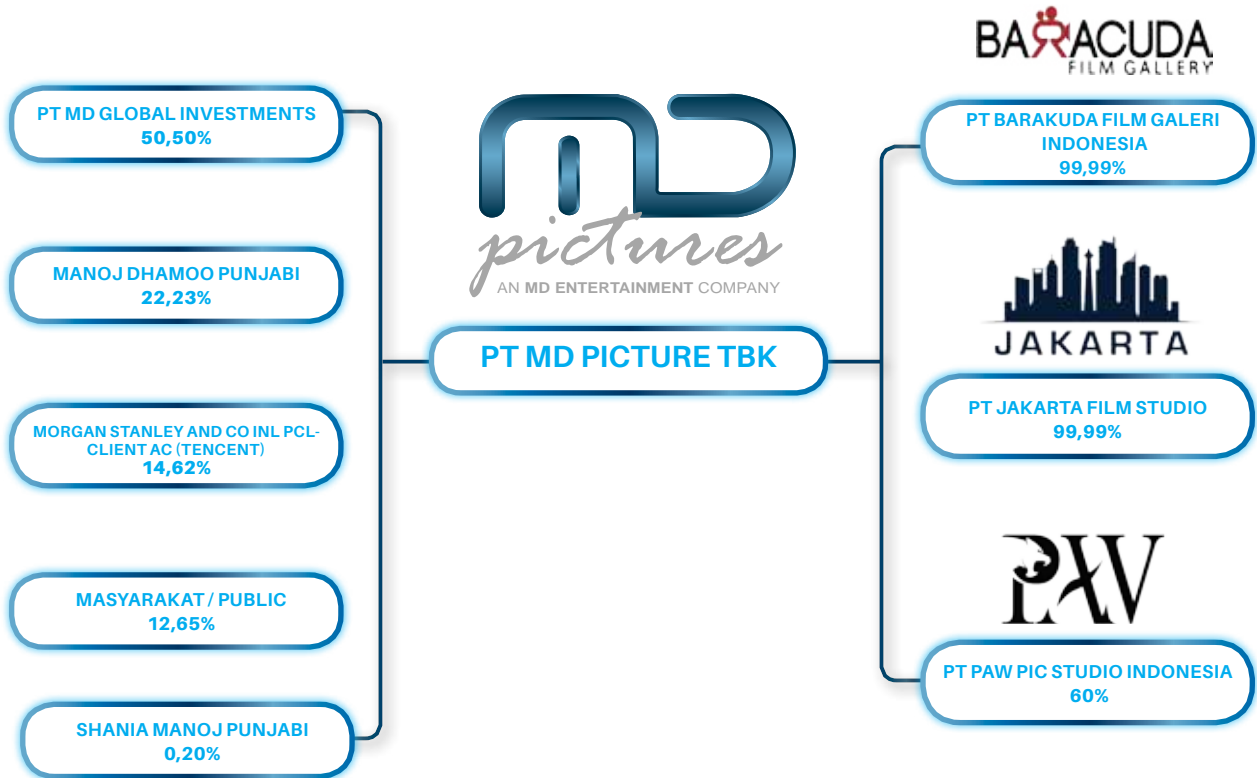 PT MD GLOBAL INVESTMENTS
50,50%
MANOJ DHAMOO PUNJABI
22,23%
MORGAN STANLEY AND CO INL PCL-
CLIENT AC (TENCENT)
14,62%
MASYARAKAT / PUBLIC
12,65%
SHANIA MANOJ PUNJABI
0,20%
MD
pictures
AN MD ENTERTAINMENT COMPANY
PT MD PICTURE TBK
BARACUDA
FILM GALLERY
PT BARAKUDA FILM GALERI
INDONESIA
99,99%
JAKARTA
PT JAKARTA FILM STUDIO
99,99%
PAW
PT PAW PIC STUDIO INDONESIA
60%